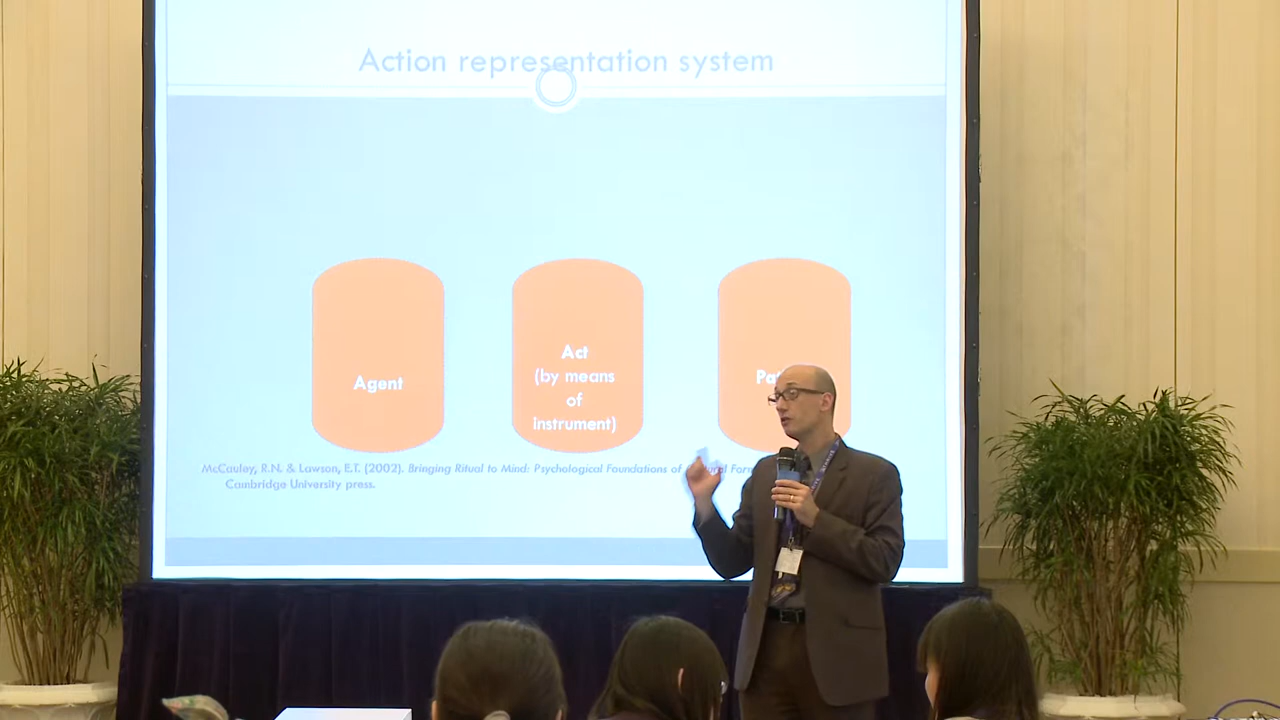 Action representation system
Agent
Act
(by means
of
instrument)
McCauley, R.N. & Lawson, E.T. (2002). Bringing Ritual to Mind: Psychological Foundations of
Cambridge University press.